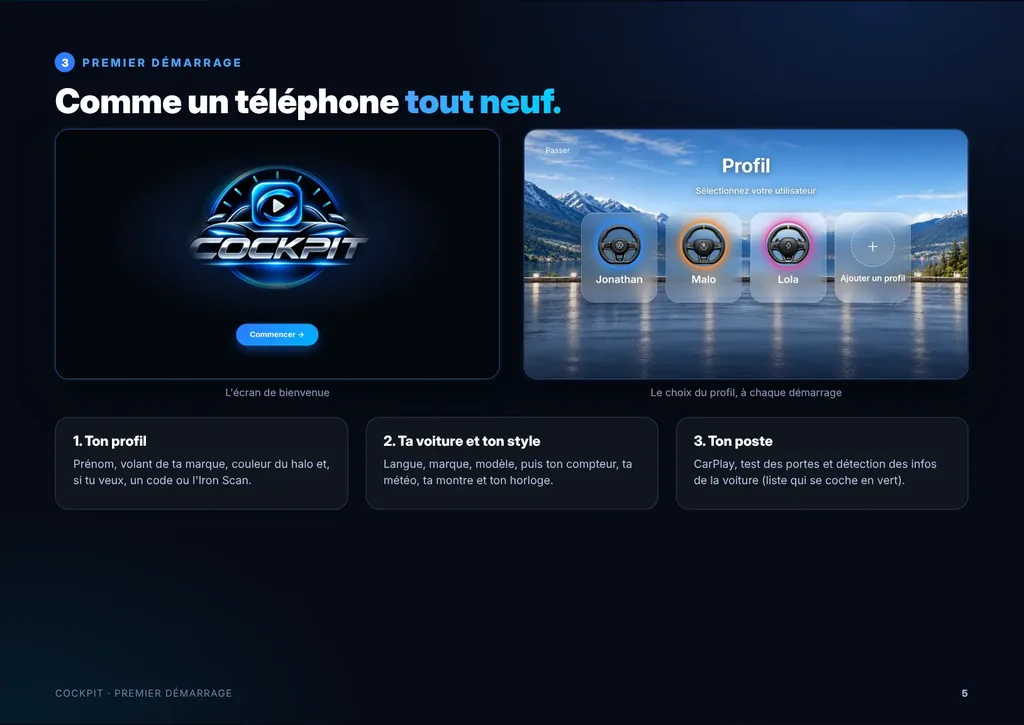 3 PREMIER DÉMARRAGE
Comme un téléphone tout neuf.
COCKPIT
Commencer →
L'écran de bienvenue
Passer
Profil
Sélectionnez votre utilisateur
Jonathan
Malo
Lola
+
Ajouter un profil
Le choix du profil, à chaque démarrage
1. Ton profil
Prénom, volant de ta marque, couleur du halo et,
si tu veux, un code ou l'Iron Scan.
2. Ta voiture et ton style
Langue, marque, modèle, puis ton compteur, ta
météo, ta montre et ton horloge.
3. Ton poste
CarPlay, test des portes et détection des infos
de la voiture (liste qui se coche en vert).
COCKPIT · PREMIER DÉMARRAGE
5